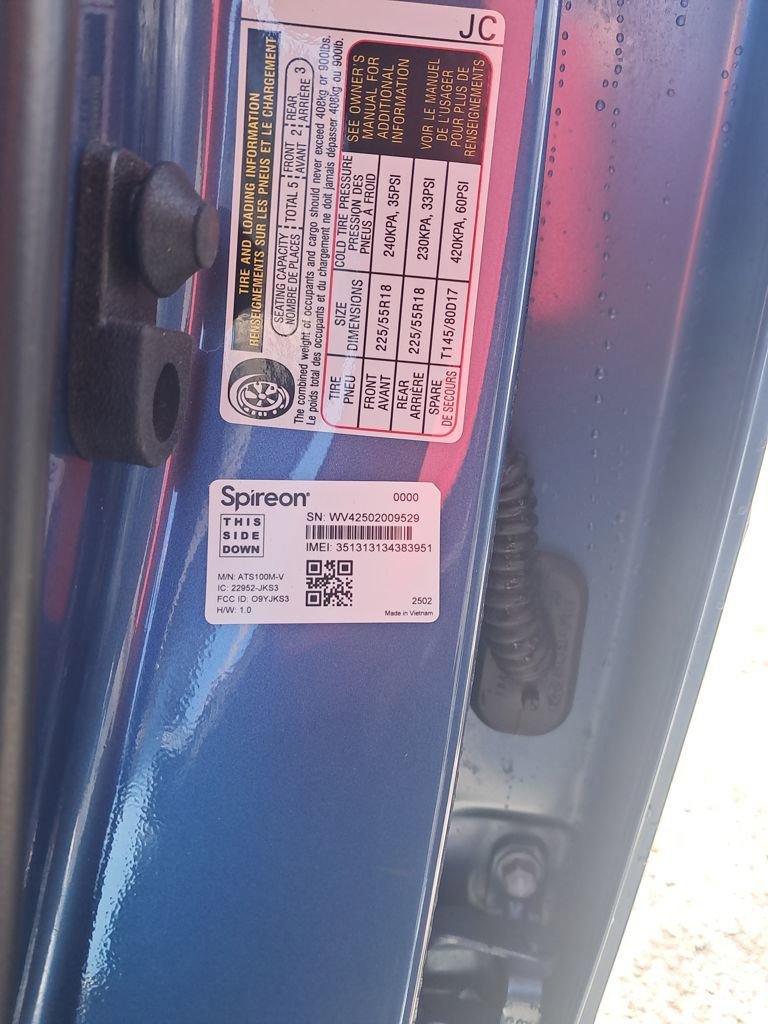 JC
TIRE AND LOADING INFORMATION
RENSEIGNEMENTS SUR LES PNEUS ET LE CHARGEMENT
SEATING CAPACITY TOTAL 5 FRONT 2 REAR 3
NOMBRE DE PLACES AVANT ARRIÈRE
The combined weight of occupants and cargo should never exceed 408kg or 900lbs.
Le poids total des occupants et du chargement ne doit jamais dépasser 408kg ou 900lb.
TIRE SIZE COLD TIRE PRESSURE
PNEU DIMENSIONS PRESSION DES PNEUS À FROID
FRONT AVANT 225/55R18 240KPA, 35PSI
REAR ARRIÈRE 225/55R18 230KPA, 33PSI
SPARE DE SECOURS T145/80D17 420KPA, 60PSI
SEE OWNER'S
MANUAL FOR
ADDITIONAL
INFORMATION
VOIR LE MANUEL
DE L'USAGER
POUR PLUS DE
RENSEIGNEMENTS
Spireon 0000
THIS
SIDE
DOWN
SN: WV42502009529
IMEI: 351313134383951
M/N: ATS100M-V
IC: 22952-JKS3
FCC ID: O9YJKS3
H/W: 1.0
2502
Made in Vietnam